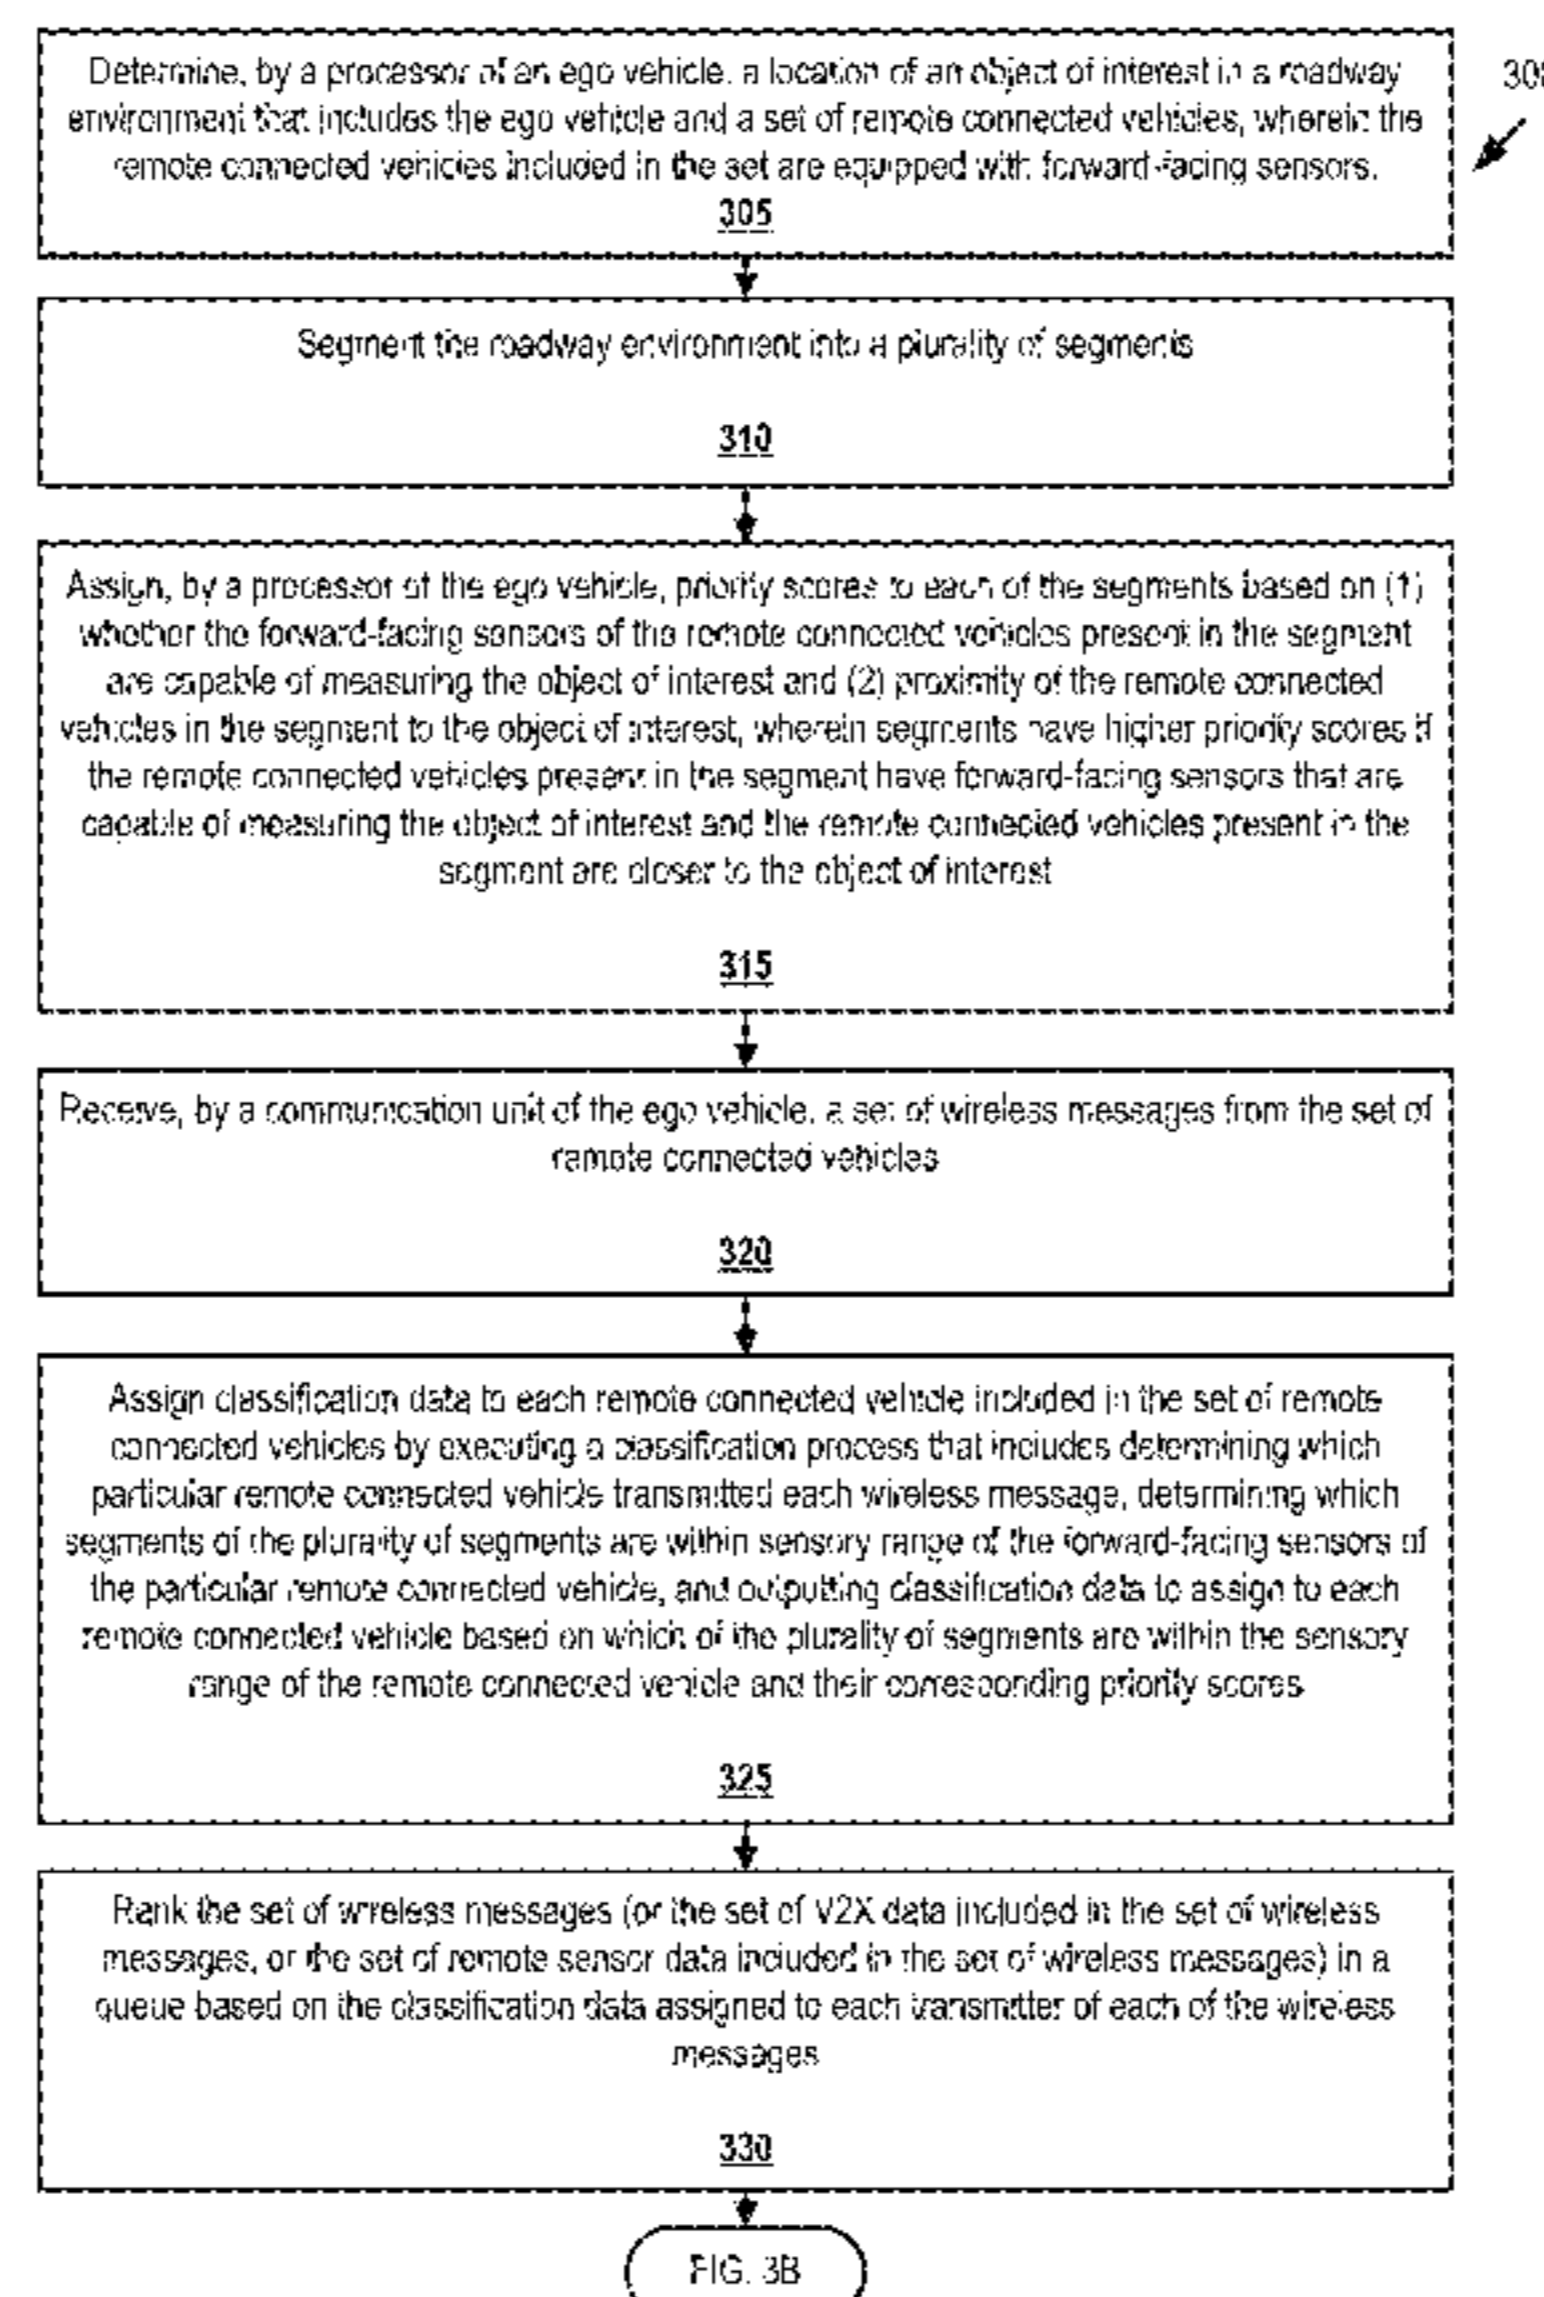 Determine, by a processor of an ego vehicle, a location of an object of interest in a roadway
environment that includes the ego vehicle and a set of remote connected vehicles, wherein the
remote connected vehicles included in the set are equipped with forward-facing sensors.
305
Segment the roadway environment into a plurality of segments
310
Assign, by a processor of the ego vehicle, priority scores to each of the segments based on (1)
whether the forward-facing sensors of the remote connected vehicles present in the segment
are capable of measuring the object of interest and (2) proximity of the remote connected
vehicles in the segment to the object of interest, wherein segments have higher priority scores if
the remote connected vehicles present in the segment have forward-facing sensors that are
capable of measuring the object of interest and the remote connected vehicles present in the
segment are closer to the object of interest
315
Receive, by a communication unit of the ego vehicle, a set of wireless messages from the set of
remote connected vehicles
320
Assign classification data to each remote connected vehicle included in the set of remote
connected vehicles by executing a classification process that includes determining which
particular remote connected vehicle transmitted each wireless message, determining which
segments of the plurality of segments are within sensory range of the forward-facing sensors of
the particular remote connected vehicle, and outputting classification data to assign to each
remote connected vehicle based on which of the plurality of segments are within the sensory
range of the remote connected vehicle and their corresponding priority scores
325
Rank the set of wireless messages (or the set of V2X data included in the set of wireless
messages, or the set of remote sensor data included in the set of wireless messages) in a
queue based on the classification data assigned to each transmitter of each of the wireless
messages
330
FIG. 3B